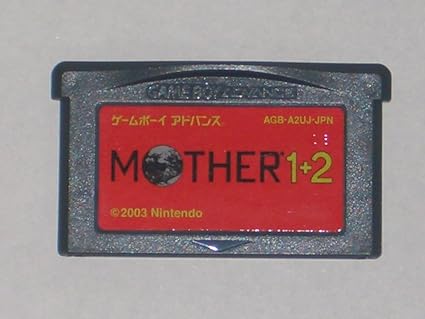 GAME BOY ADVANCE
ゲームボーイ アドバンス
AGB-A2UJ-JPN
MOTHER 1+2
©2003 Nintendo